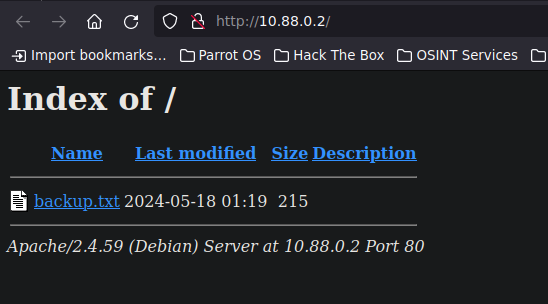 http://10.88.0.2/
Import bookmarks... Parrot OS Hack The Box OSINT Services
Index of /
Name Last modified Size Description
backup.txt 2024-05-18 01:19 215
Apache/2.4.59 (Debian) Server at 10.88.0.2 Port 80